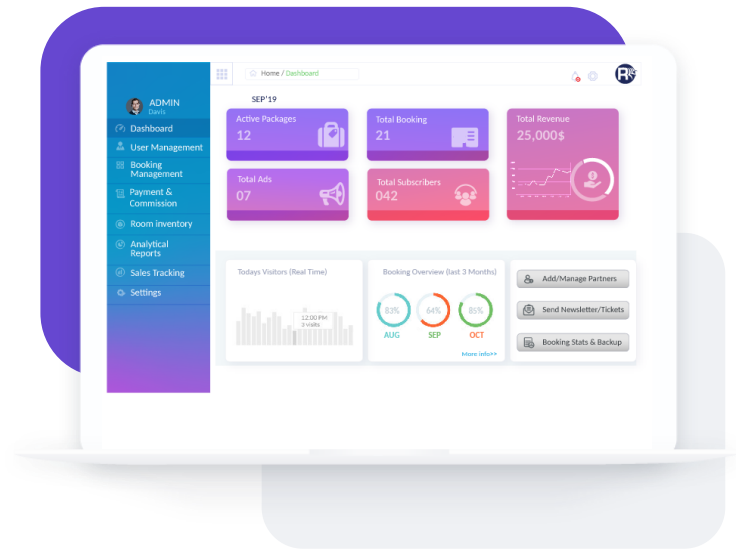 Home / Dashboard
R
ADMIN
Davis
Dashboard
User Management
Booking
Management
Payment &
Commission
Room inventory
Analytical
Reports
Sales Tracking
Settings
SEP'19
Active Packages
12
Total Booking
21
Total Revenue
25,000$
Total Ads
07
Total Subscribers
042
Todays Visitors (Real Time)
12:00 PM
3 visits
Booking Overview (last 3 Months)
83%
64%
85%
AUG
SEP
OCT
More info>>
Add/Manage Partners
Send Newsletter/Tickets
Booking Stats & Backup